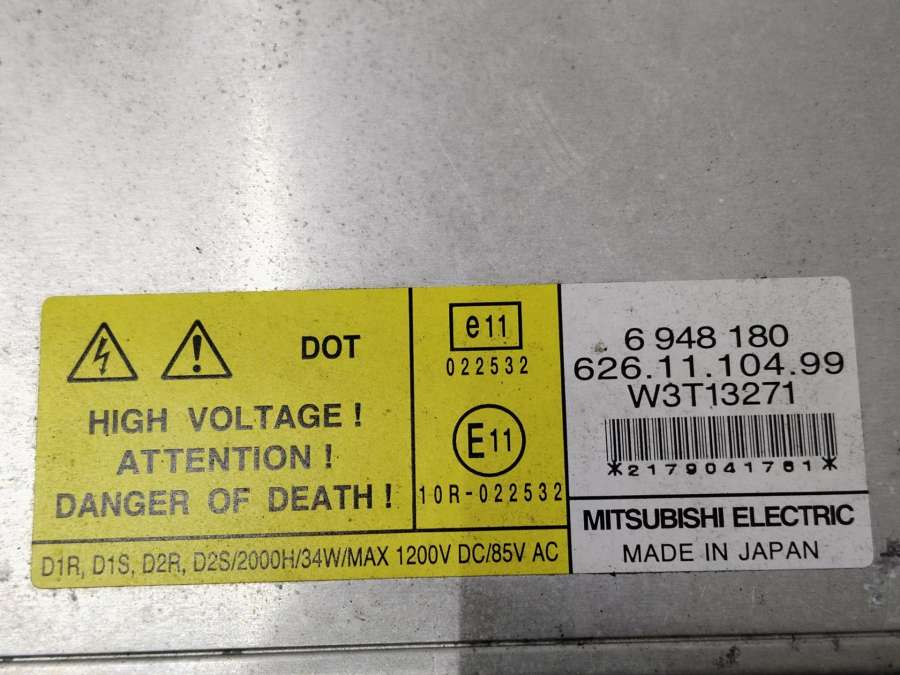 DOT
HIGH VOLTAGE !
ATTENTION !
DANGER OF DEATH !
e11
022532
E11
10R-022532
D1R, D1S, D2R, D2S/2000H/34W/MAX 1200V DC/85V AC
6 948 180
626.11.104.99
W3T13271
*2179041761*
MITSUBISHI ELECTRIC
MADE IN JAPAN